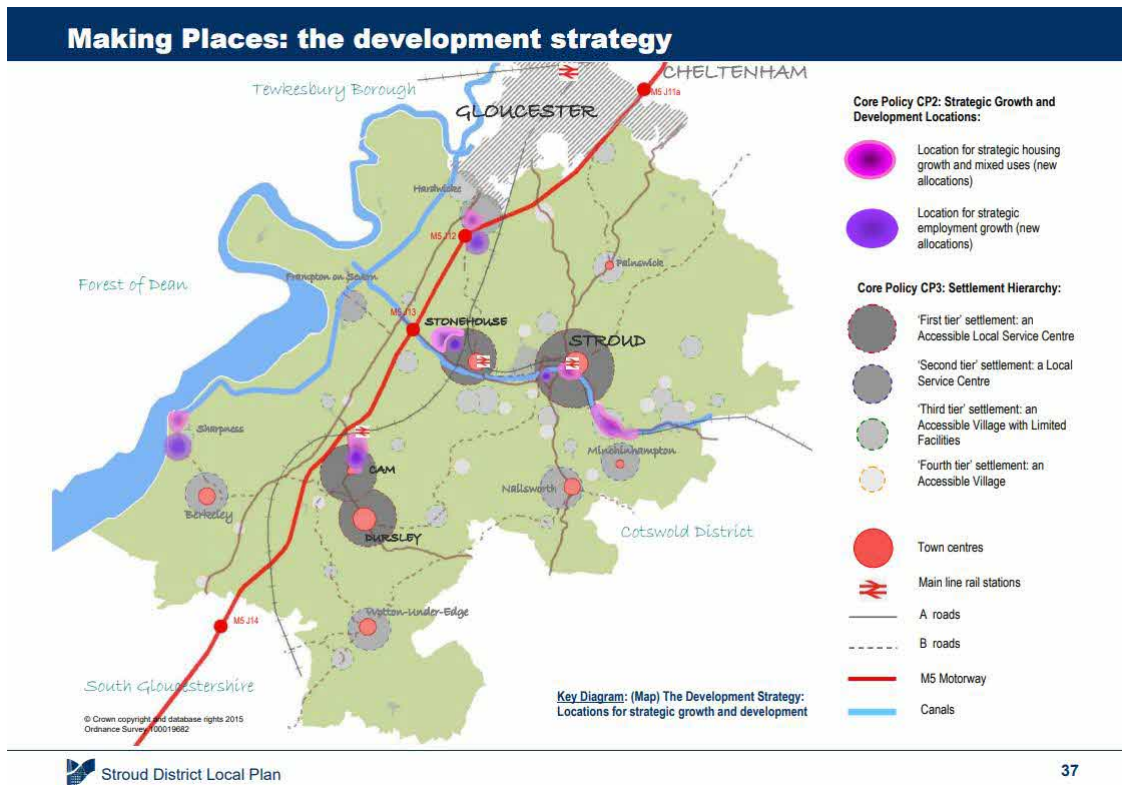 Making Places: the development strategy
CHELTENHAM
Tewkesbury Borough
M5 J11a
GLOUCESTER
Hardwicke
M5 J12
Painswick
Forest of Dean
Frampton on Severn
M5 J13
STONEHOUSE
STROUD
Sharpness
Minchinhampton
CAM
Nailsworth
Berkeley
Cotswold District
DURSLEY
Wotton-Under-Edge
M5 J14
South Gloucestershire
© Crown copyright and database rights 2015
Ordnance Survey 100019682
Key Diagram: (Map) The Development Strategy:
Locations for strategic growth and development
Core Policy CP2: Strategic Growth and
Development Locations:
Location for strategic housing
growth and mixed uses (new
allocations)
Location for strategic
employment growth (new
allocations)
Core Policy CP3: Settlement Hierarchy:
‘First tier’ settlement: an
Accessible Local Service Centre
‘Second tier’ settlement: a Local
Service Centre
‘Third tier’ settlement: an
Accessible Village with Limited
Facilities
‘Fourth tier’ settlement: an
Accessible Village
Town centres
Main line rail stations
A roads
B roads
M5 Motorway
Canals
Stroud District Local Plan
37